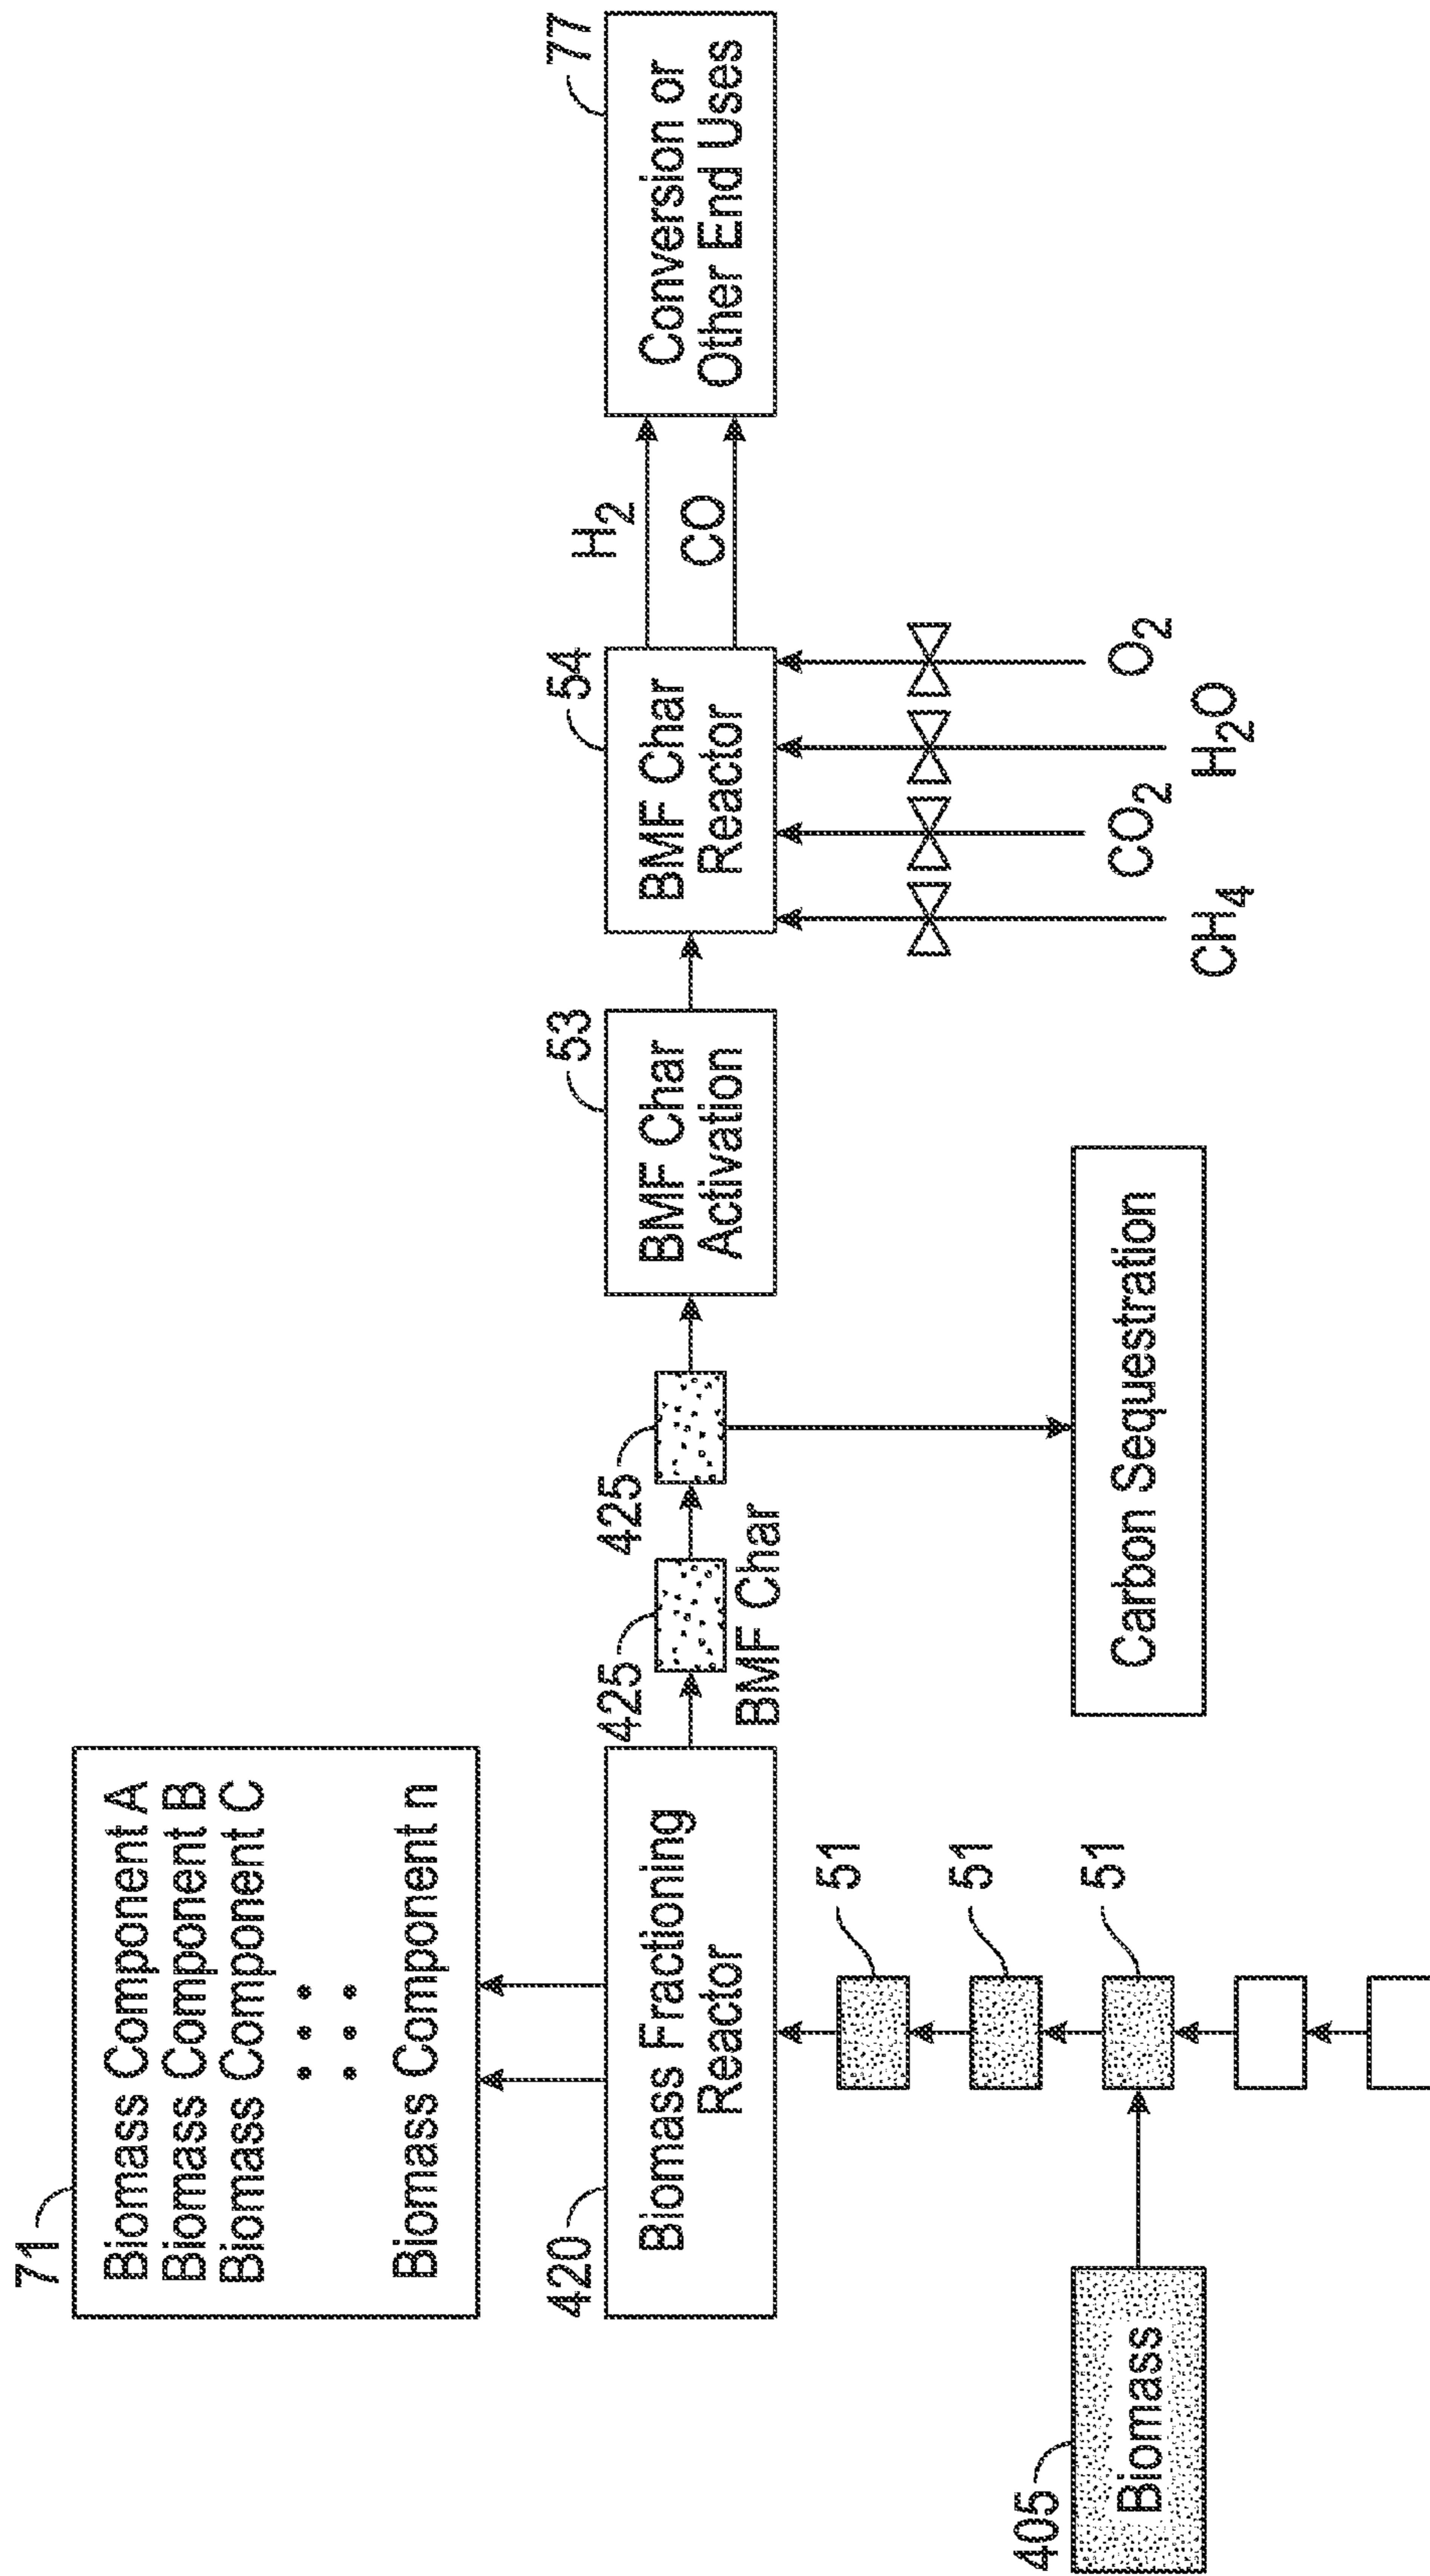 71
Biomass Component A
Biomass Component B
Biomass Component C
Biomass Component n
420
Biomass Fractioning
Reactor
425
425
BMF Char
53
BMF Char
Activation
54
BMF Char
Reactor
H2
CO
77
Conversion or
Other End Uses
51
51
51
405
Biomass
Carbon Sequestration
CH4
CO2
H2O
O2